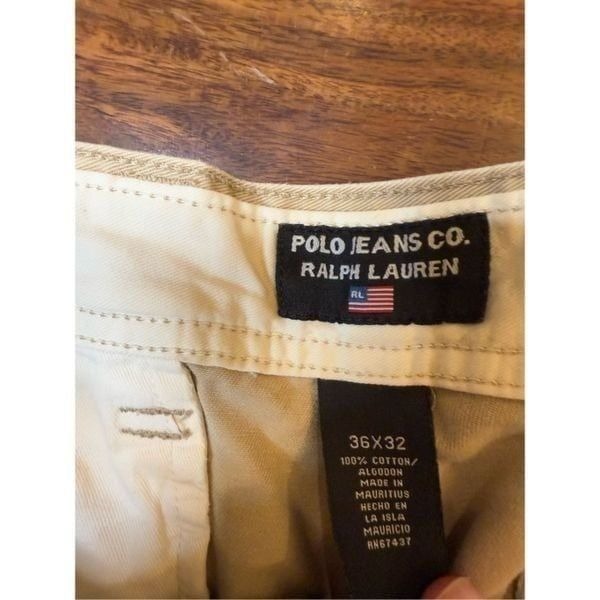 POLO JEANS CO.
RALPH LAUREN
RL
36X32
100% COTTON/
ALGODON
MADE IN
MAURITIUS
HECHO EN
LA ISLA
MAURICIO
RN67437